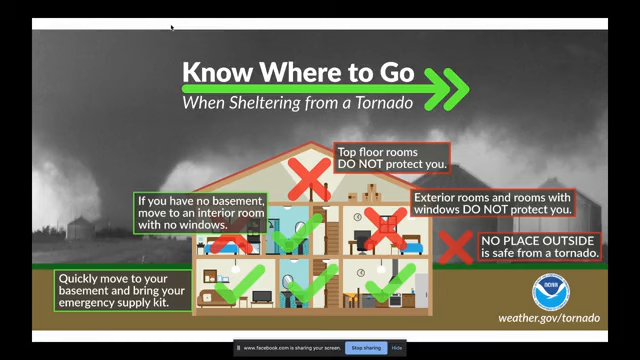 Know Where to Go
When Sheltering from a Tornado
Top floor rooms
DO NOT protect you.
If you have no basement,
move to an interior room
with no windows.
Exterior rooms and rooms with
windows DO NOT protect you.
NO PLACE OUTSIDE
is safe from a tornado.
Quickly move to your
basement and bring your
emergency supply kit.
NOAA
weather.gov/tornado
www.facebook.com is sharing your screen.
Stop sharing
Hide